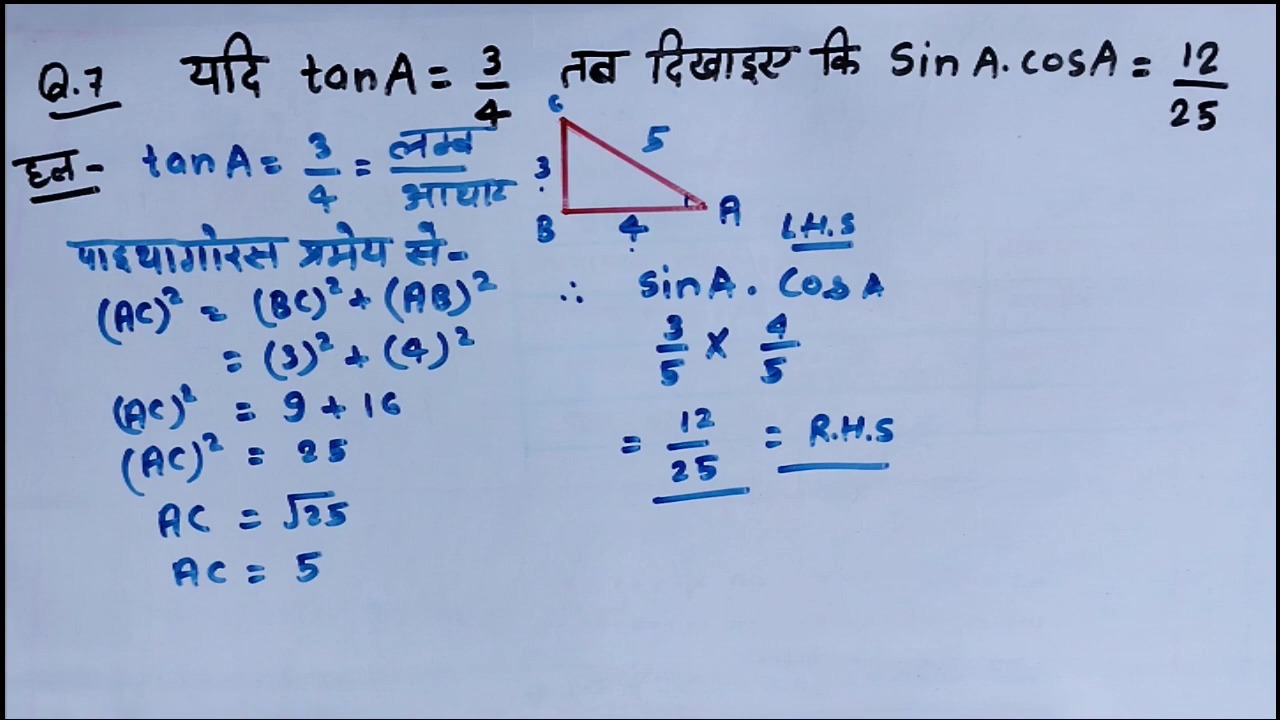 Q.7 यदि tanA = 3/4 तब दिखाइए कि SinA.cosA = 12/25
हल- tanA = 3/4 = लम्ब/आधार
C
3
5
B
4
A
पाइथागोरस प्रमेय से-
(AC)² = (BC)² + (AB)²
= (3)² + (4)²
(AC)² = 9 + 16
(AC)² = 25
AC = √25
AC = 5
L.H.S
∴ sinA . CosA
3/5 × 4/5
= 12/25 = R.H.S